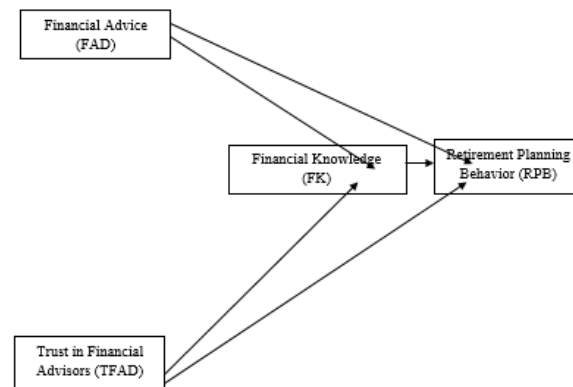 Financial Advice
(FAD)
Financial Knowledge
(FK)
Retirement Planning
Behavior (RPB)
Trust in Financial
Advisors (TFAD)